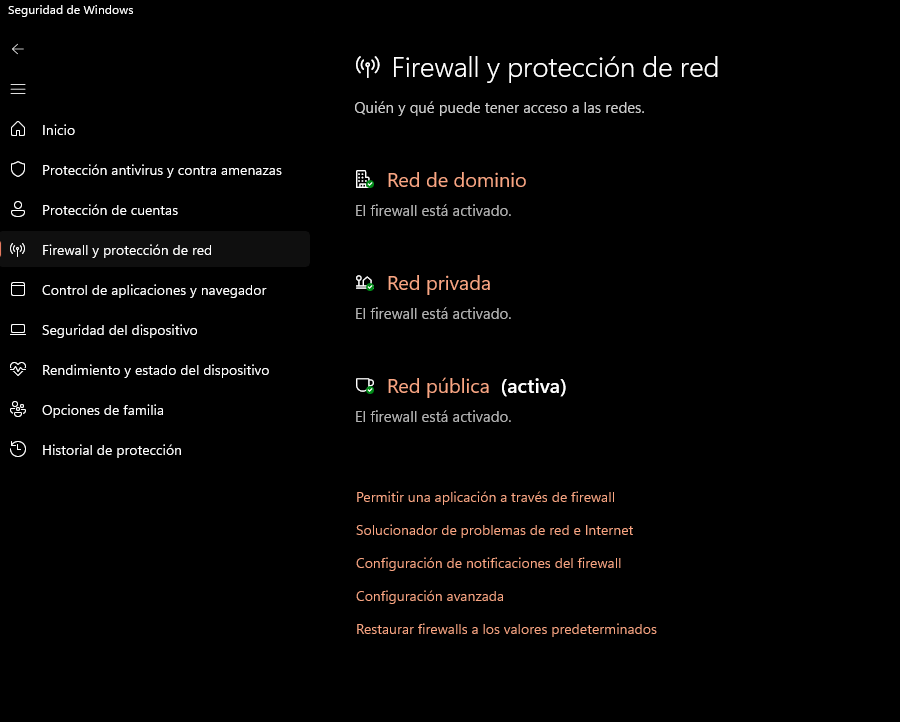 Seguridad de Windows
Inicio
Protección antivirus y contra amenazas
Protección de cuentas
Firewall y protección de red
Control de aplicaciones y navegador
Seguridad del dispositivo
Rendimiento y estado del dispositivo
Opciones de familia
Historial de protección
Firewall y protección de red
Quién y qué puede tener acceso a las redes.
Red de dominio
El firewall está activado.
Red privada
El firewall está activado.
Red pública (activa)
El firewall está activado.
Permitir una aplicación a través de firewall
Solucionador de problemas de red e Internet
Configuración de notificaciones del firewall
Configuración avanzada
Restaurar firewalls a los valores predeterminados